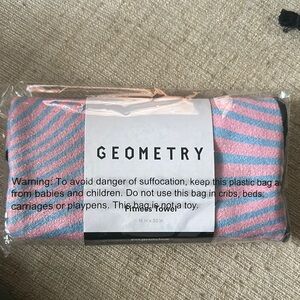 GEOMETRY
Warning: To avoid danger of suffocation, keep this plastic bag a
from babies and children. Do not use this bag in cribs, beds,
carriages or playpens. This bag is not a toy.
Fitness Towel